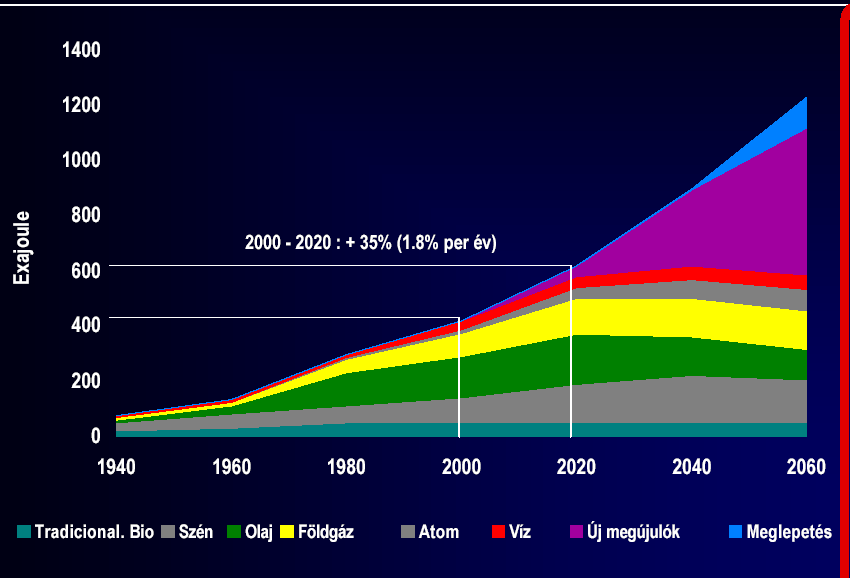 1400
1200
1000
800
600
400
200
0
Exajoule
2000 - 2020 : + 35% (1.8% per év)
1940 1960 1980 2000 2020 2040 2060
Tradicional. Bio Szén Olaj Földgáz Atom Víz Új megújulók Meglepetés